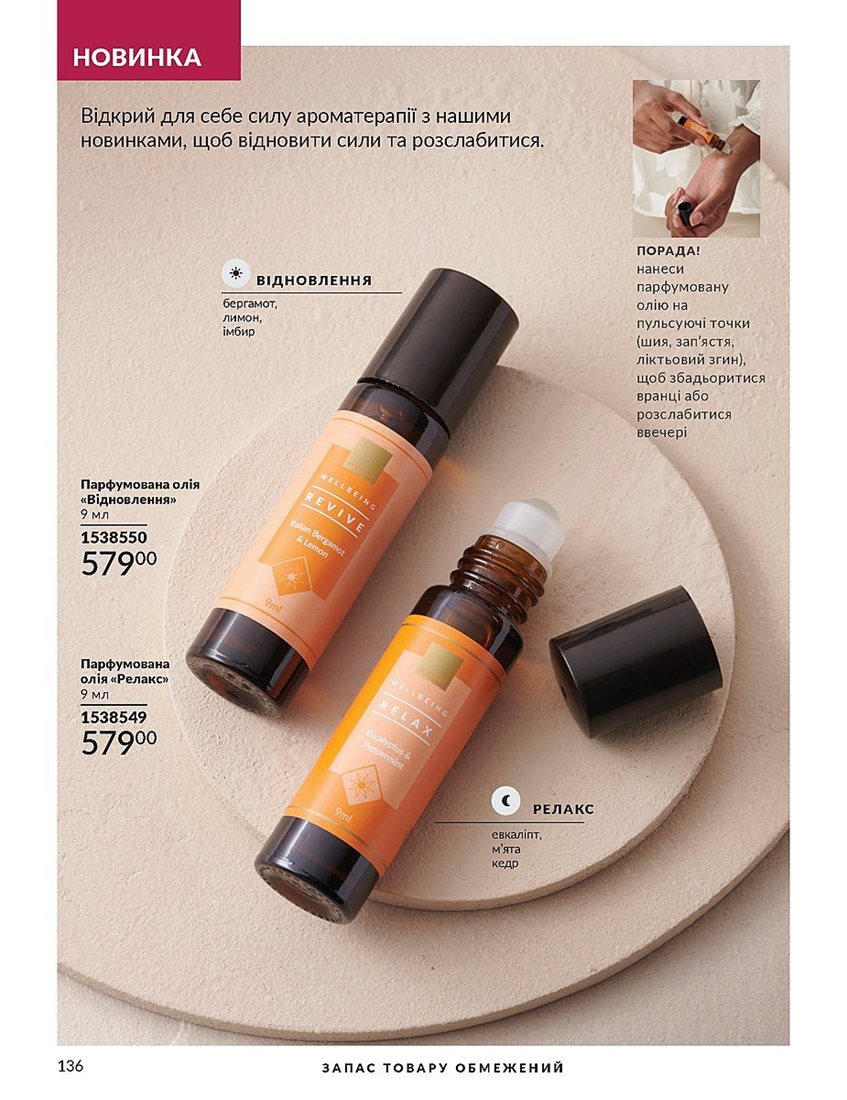 НОВИНКА
Відкрий для себе силу ароматерапії з нашими
новинками, щоб відновити сили та розслабитися.
ПОРАДА!
нанеси
парфумовану
олію на
пульсуючі точки
(шия, зап'ястя,
ліктьовий згин),
щоб збадьоритися
вранці або
розслабитися
ввечері
ВІДНОВЛЕННЯ
бергамот,
лимон,
імбир
Парфумована олія
«Відновлення»
9 мл
1538550
579⁰⁰
WELLBEING
REVIVE
Italian Bergamot
& Lemon
9ml
Парфумована
олія «Релакс»
9 мл
1538549
579⁰⁰
WELLBEING
RELAX
Eucalyptus &
Peppermint
9ml
РЕЛАКС
евкаліпт,
м'ята
кедр
136
ЗАПАС ТОВАРУ ОБМЕЖЕНИЙ